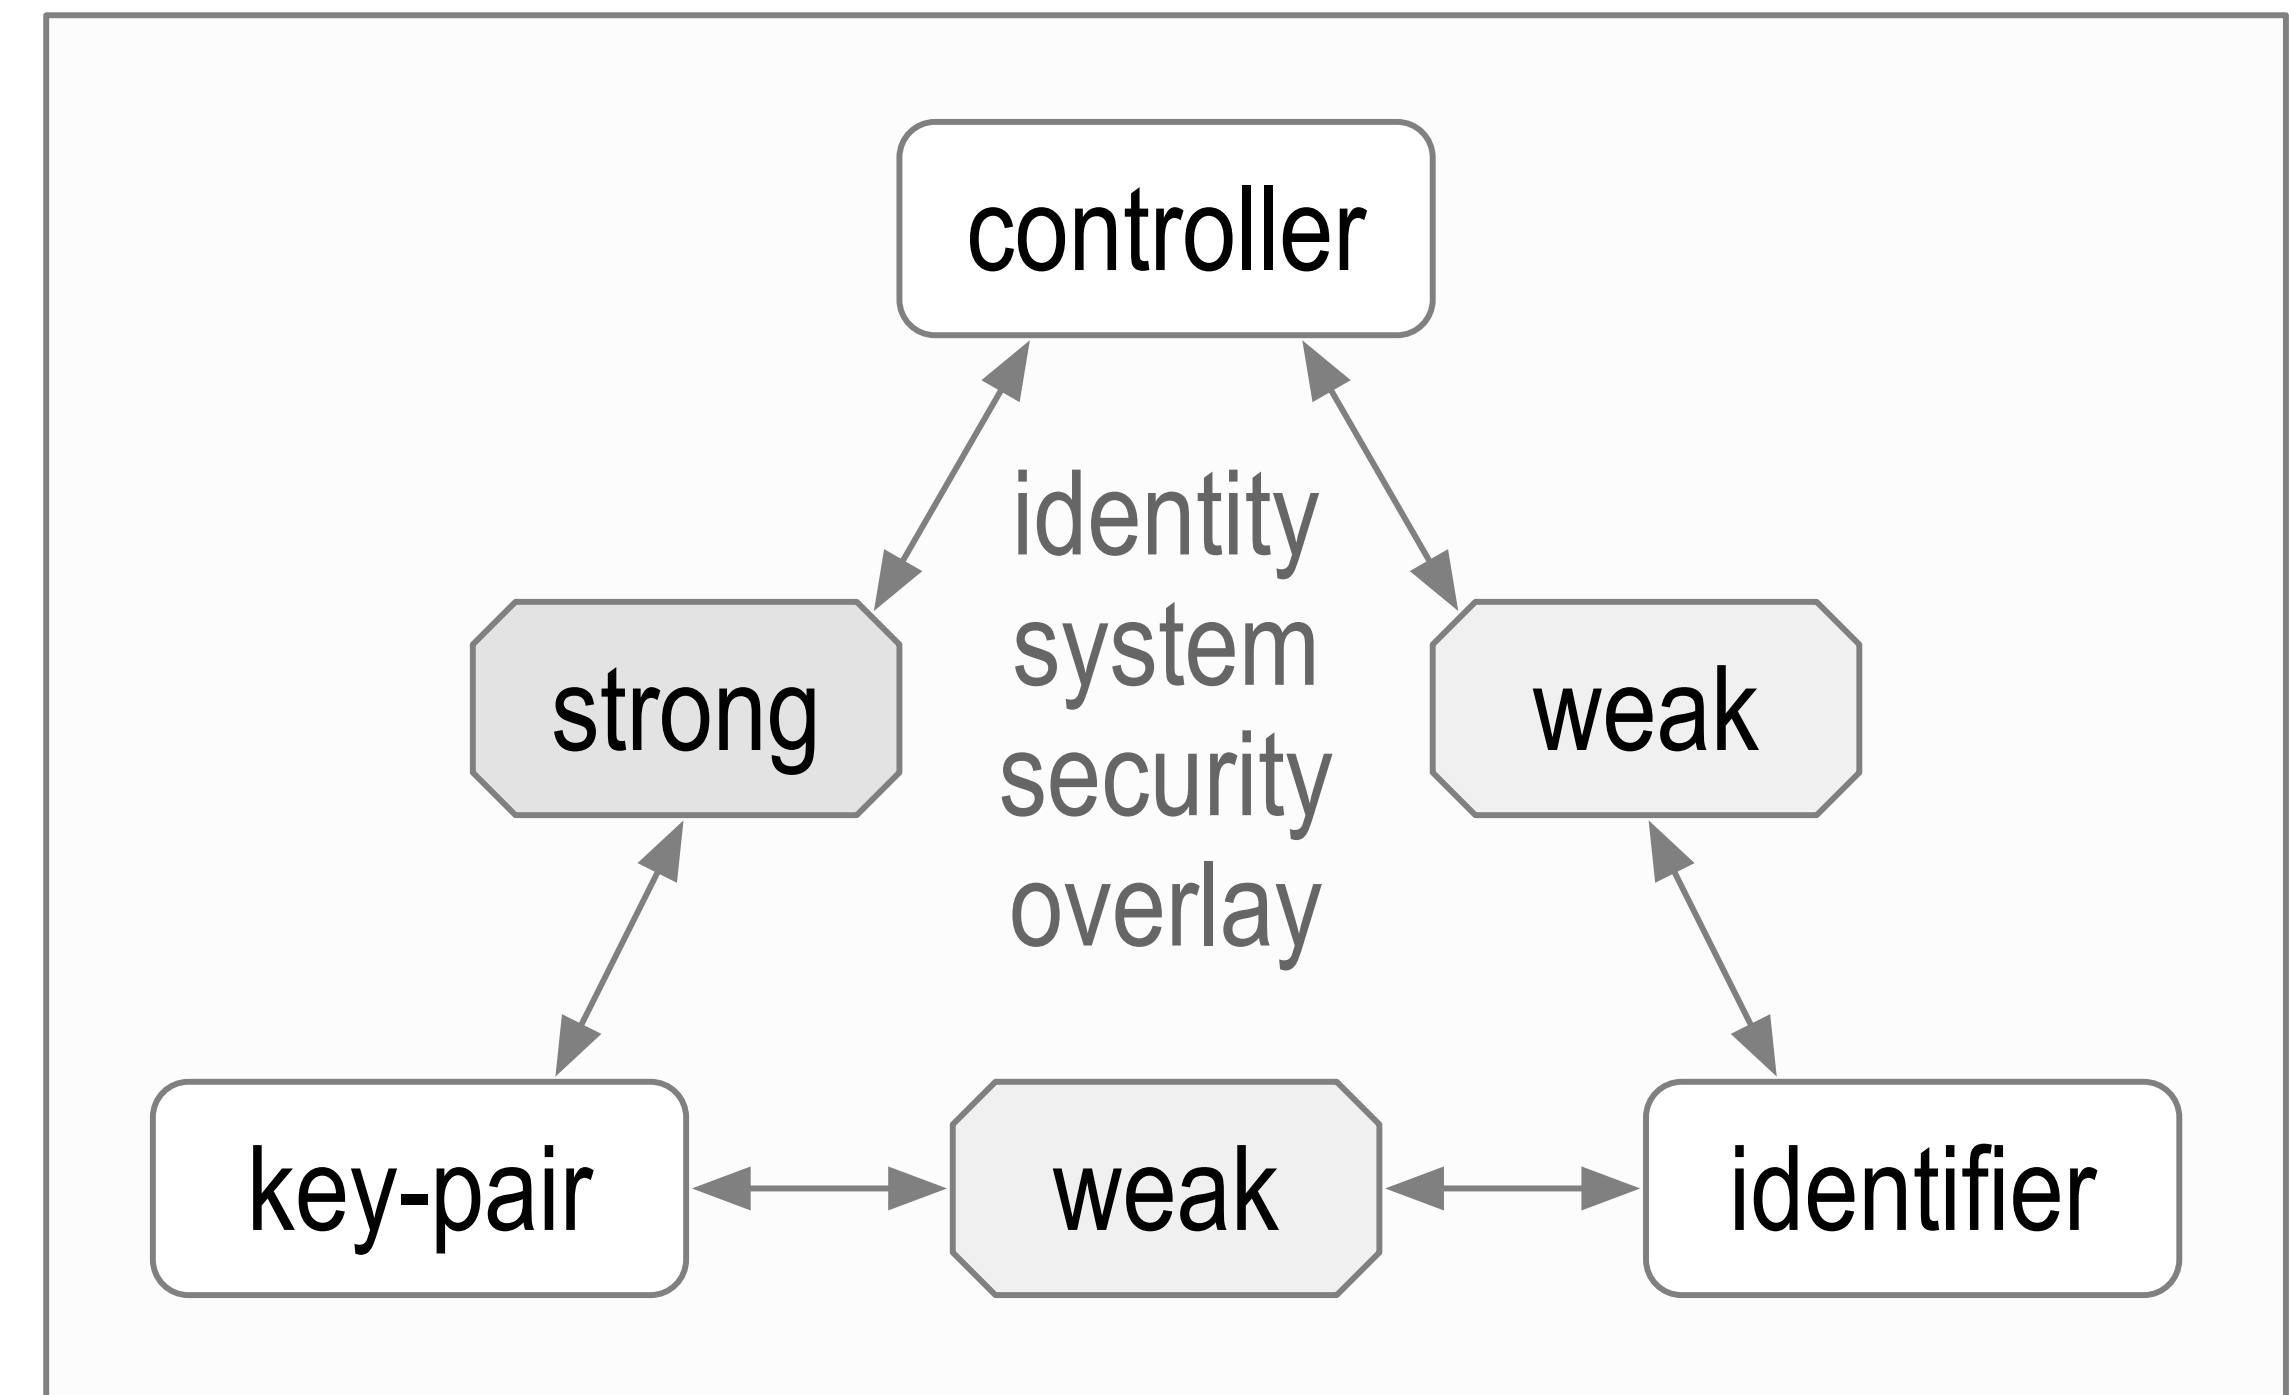 controller
identity
system
security
overlay
strong
weak
key-pair
weak
identifier